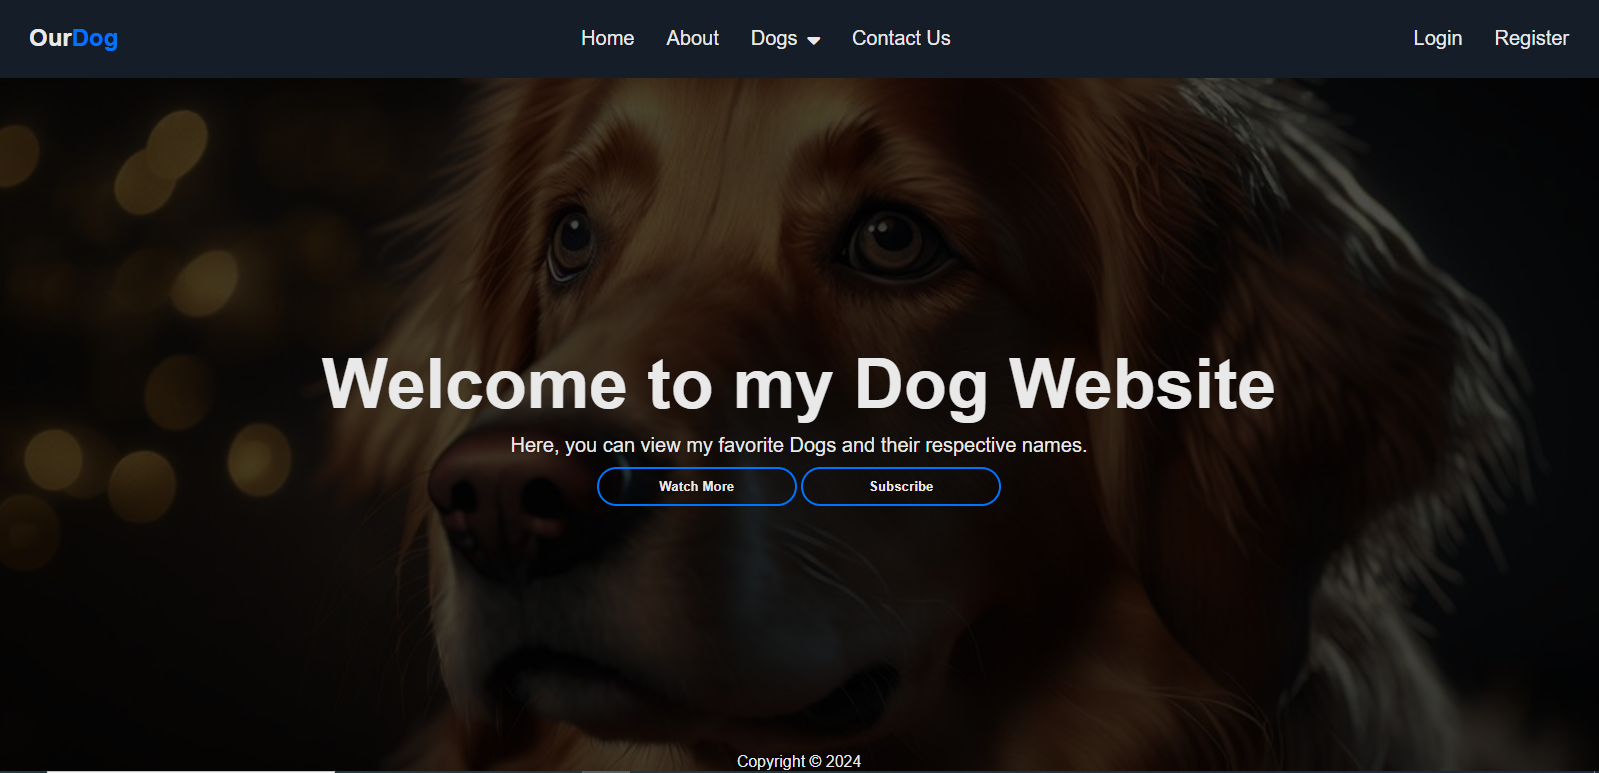 OurDog Home About Dogs Contact Us Login Register
Welcome to my Dog Website
Here, you can view my favorite Dogs and their respective names.
Watch More Subscribe
Copyright © 2024